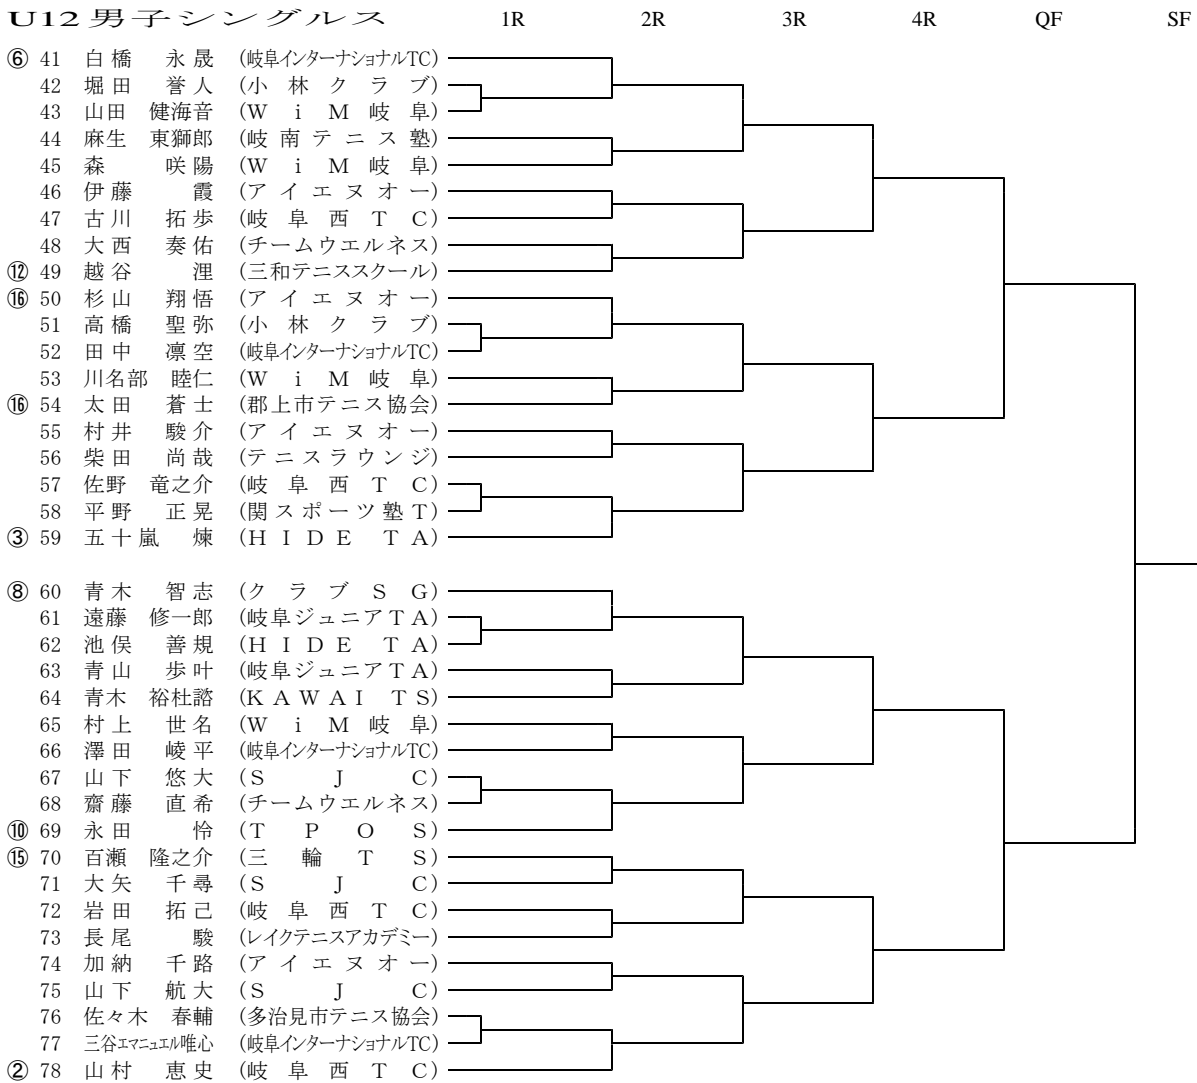 U12男子シングルス 1R 2R 3R 4R QF SF
⑥ 41 白橋 永晟 (岐阜インターナショナルTC)
42 堀田 誉人 (小林クラブ)
43 山田 健海音 (WiM岐阜)
44 麻生 東獅郎 (岐南テニス塾)
45 森 咲陽 (WiM岐阜)
46 伊藤 霞 (アイエヌオー)
47 古川 拓歩 (岐阜西TC)
48 大西 奏佑 (チームウエルネス)
⑫ 49 越谷 浬 (三和テニススクール)
⑯ 50 杉山 翔悟 (アイエヌオー)
51 高橋 聖弥 (小林クラブ)
52 田中 凛空 (岐阜インターナショナルTC)
53 川名部 睦仁 (WiM岐阜)
⑯ 54 太田 蒼士 (郡上市テニス協会)
55 村井 駿介 (アイエヌオー)
56 柴田 尚哉 (テニスラウンジ)
57 佐野 竜之介 (岐阜西TC)
58 平野 正晃 (関スポーツ塾T)
③ 59 五十嵐 煉 (HIDE TA)
⑧ 60 青木 智志 (クラブSG)
61 遠藤 修一郎 (岐阜ジュニアTA)
62 池俣 善規 (HIDE TA)
63 青山 歩叶 (岐阜ジュニアTA)
64 青木 裕杜諮 (KAWAI TS)
65 村上 世名 (WiM岐阜)
66 澤田 崚平 (岐阜インターナショナルTC)
67 山下 悠大 (SJC)
68 齋藤 直希 (チームウエルネス)
⑩ 69 永田 怜 (TPOS)
⑮ 70 百瀬 隆之介 (三輪TS)
71 大矢 千尋 (SJC)
72 岩田 拓己 (岐阜西TC)
73 長尾 駿 (レイクテニスアカデミー)
74 加納 千路 (アイエヌオー)
75 山下 航大 (SJC)
76 佐々木 春輔 (多治見市テニス協会)
77 三谷エマニュエル唯心 (岐阜インターナショナルTC)
② 78 山村 恵史 (岐阜西TC)